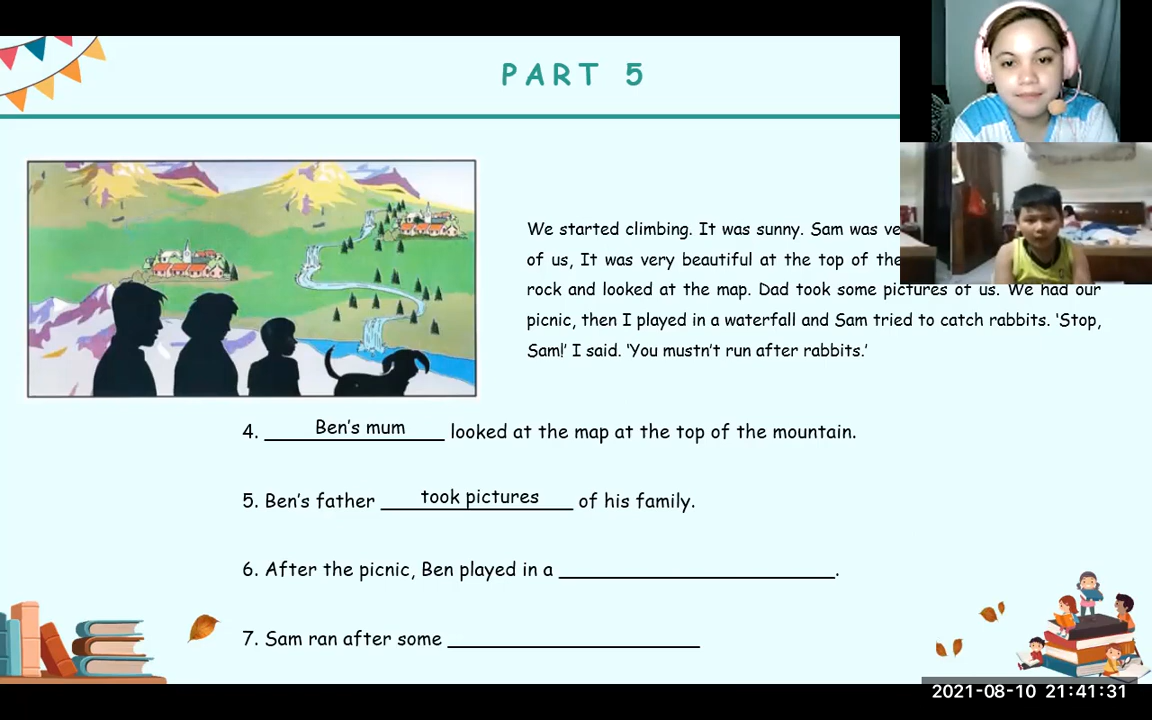 PART 5
We started climbing. It was sunny. Sam was
of us, It was very beautiful at the top of the
rock and looked at the map. Dad took some pictures of us. We had our
picnic, then I played in a waterfall and Sam tried to catch rabbits. ‘Stop,
Sam!’ I said. ‘You mustn’t run after rabbits.’
4. Ben’s mum looked at the map at the top of the mountain.
5. Ben’s father took pictures of his family.
6. After the picnic, Ben played in a ____________________.
7. Sam ran after some ____________________
2021-08-10 21:41:31